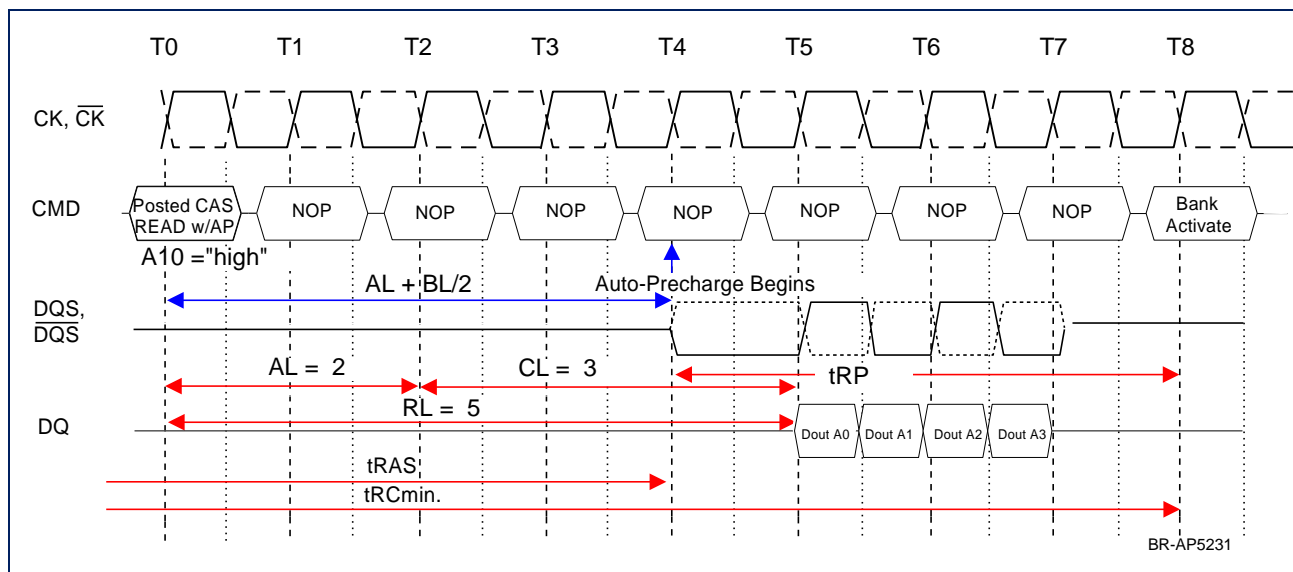 T0 T1 T2 T3 T4 T5 T6 T7 T8
CK, CK
CMD
Posted CAS
READ w/AP
NOP NOP NOP NOP NOP NOP NOP
Bank
Activate
A10 ="high"
AL + BL/2
Auto-Precharge Begins
DQS,
DQS
AL = 2
CL = 3
tRP
RL = 5
DQ
Dout A0 Dout A1 Dout A2 Dout A3
tRAS
tRCmin.
BR-AP5231